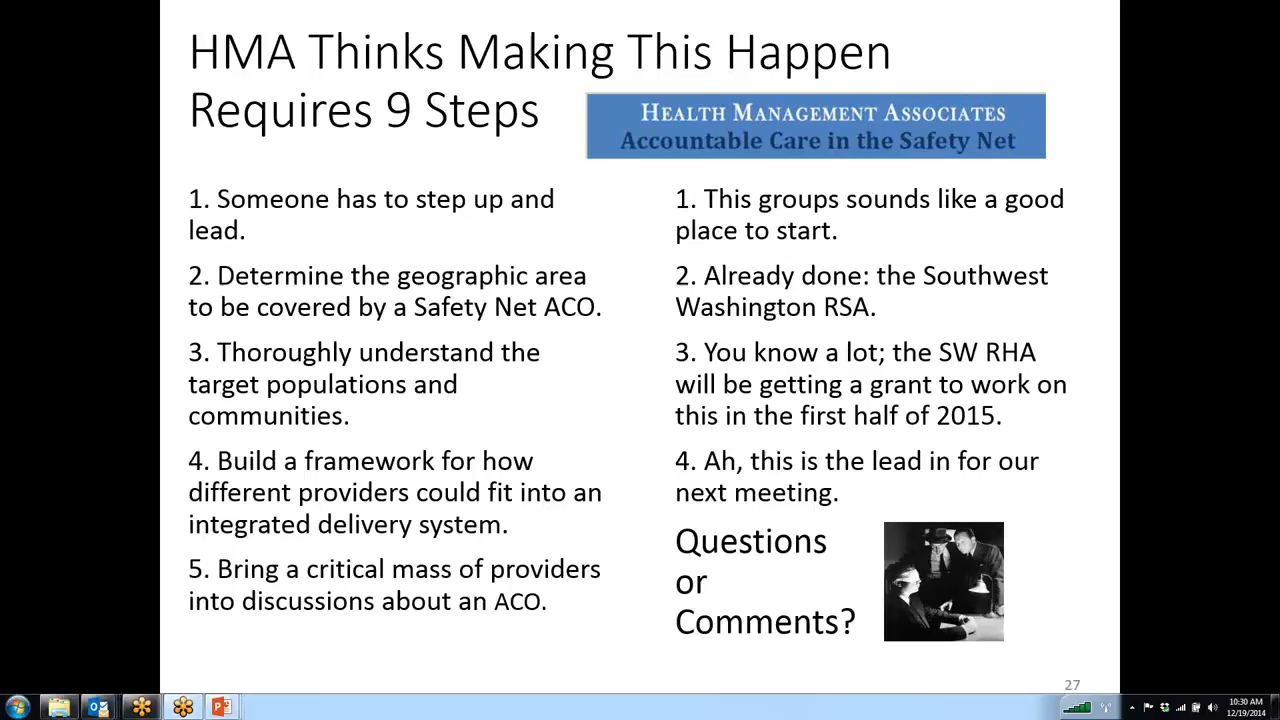 HMA Thinks Making This Happen
Requires 9 Steps
HEALTH MANAGEMENT ASSOCIATES
Accountable Care in the Safety Net
1. Someone has to step up and
lead.
2. Determine the geographic area
to be covered by a Safety Net ACO.
3. Thoroughly understand the
target populations and
communities.
4. Build a framework for how
different providers could fit into an
integrated delivery system.
5. Bring a critical mass of providers
into discussions about an ACO.
1. This groups sounds like a good
place to start.
2. Already done: the Southwest
Washington RSA.
3. You know a lot; the SW RHA
will be getting a grant to work on
this in the first half of 2015.
4. Ah, this is the lead in for our
next meeting.
Questions
or
Comments?
27
10:30 AM
12/19/2014